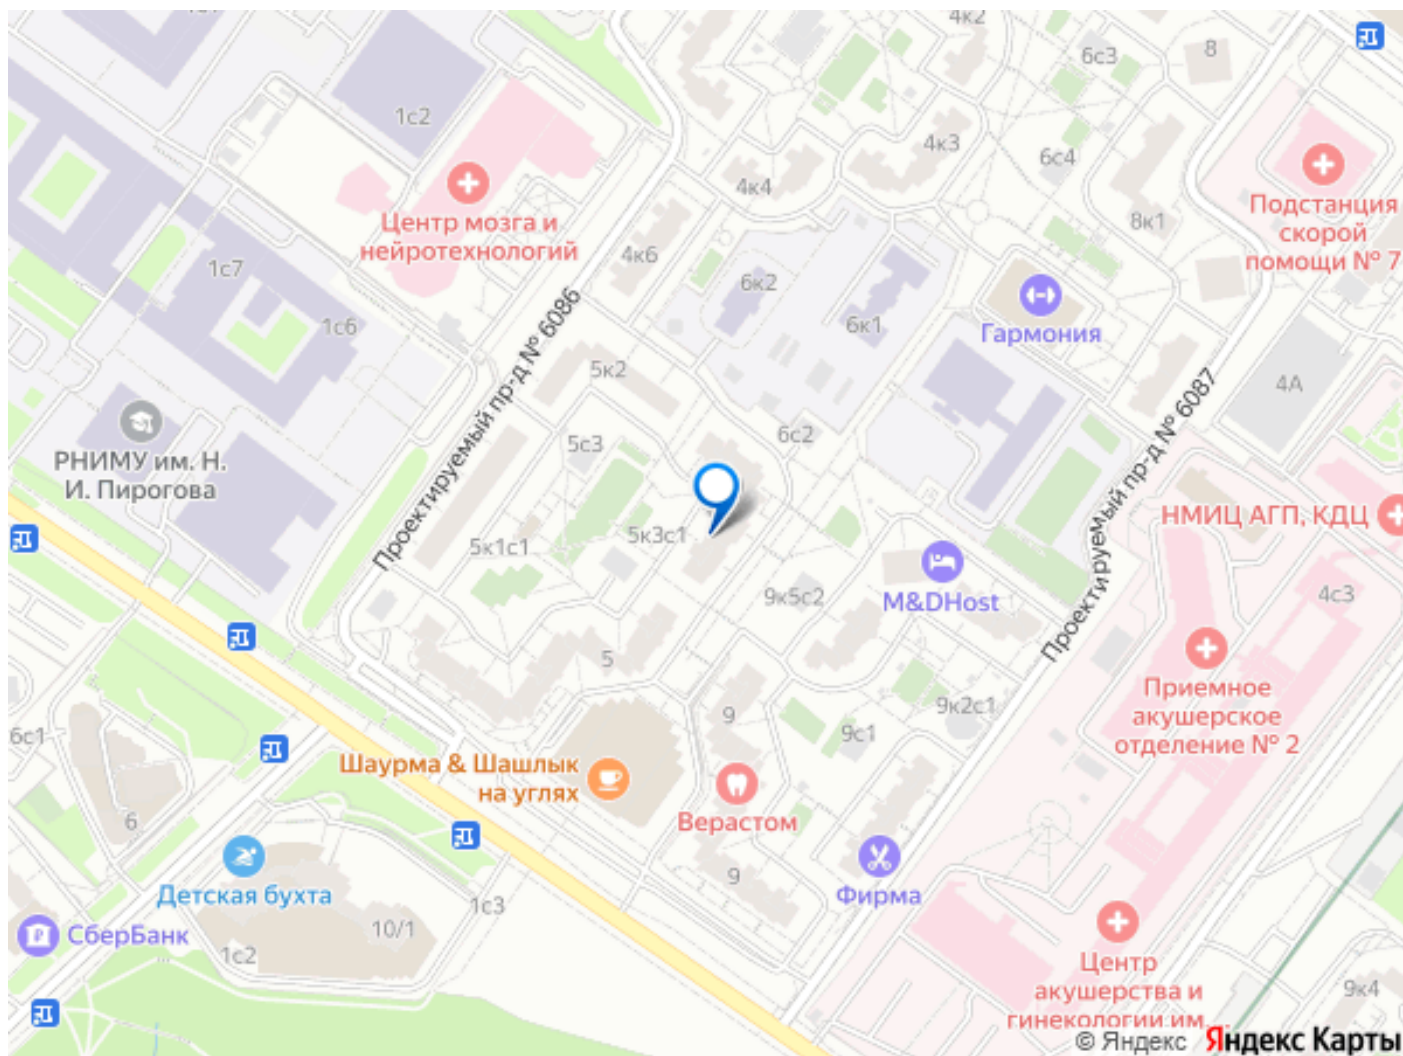 4к2
6с3
8
1с2
4к3
6с4
4к4
Центр мозга и
нейротехнологий
Подстанция
скорой
помощи № 7
8к1
4к6
1с7
6к2
1с6
6к1
Гармония
Проектируемый пр-д № 6086
5к2
4А
Проектируемый пр-д № 6087
6с2
5с3
РНИМУ им. Н.
И. Пирогова
НМИЦ АГП, КДЦ
5к3с1
5к1с1
9к5с2
M&DHost
4с3
5
Приемное
акушерское
отделение № 2
9
9к2с1
9с1
6с1
Шаурма & Шашлык
на углях
Верастом
6
Детская бухта
9
Фирма
1с3
10/1
СберБанк
1с2
Центр
акушерства и
гинекологии им
9к4
© Яндекс Яндекс Карты